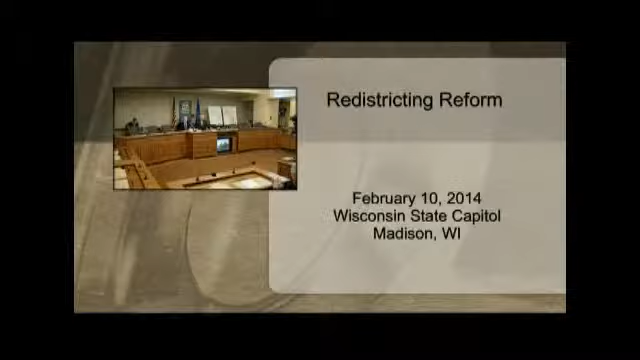 Redistricting Reform
February 10, 2014
Wisconsin State Capitol
Madison, WI